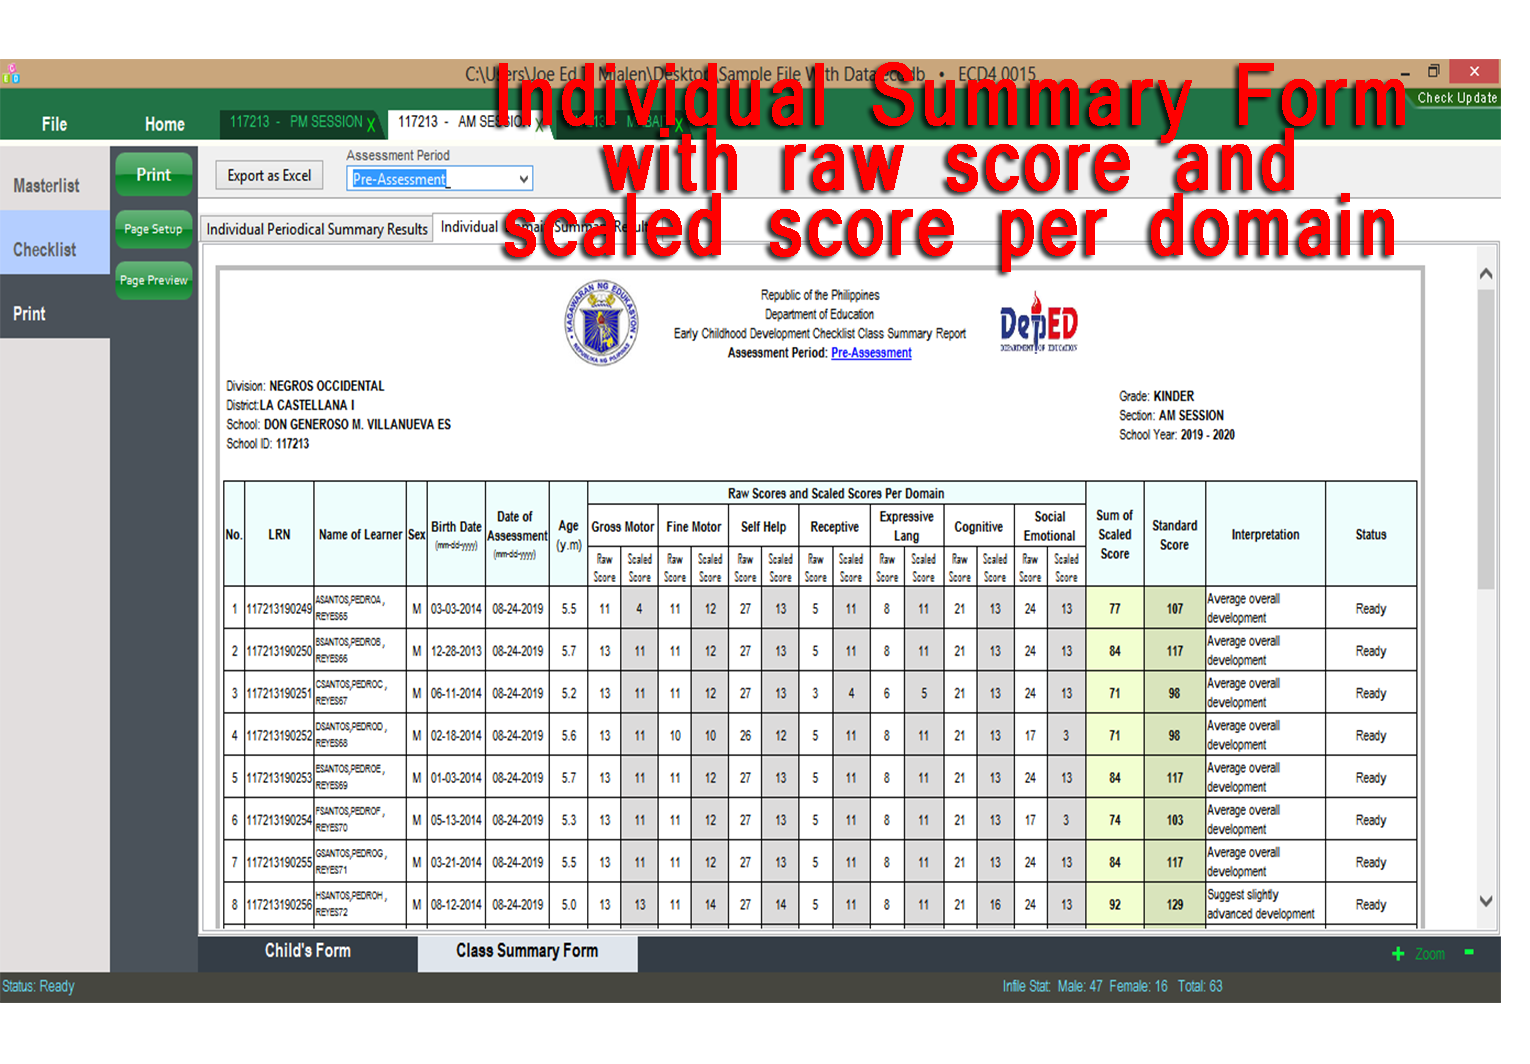 C:\Users\Joe Ed Mialen\Desktop\Sample File With Data.ecdb • ECD4 0015
Individual Summary Form
with raw score and
scaled score per domain
Check Update
File Home 117213 - PM SESSION X 117213 - AM SESSION X X
Masterlist
Checklist
Print
Print
Page Setup
Page Preview
Export as Excel
Assessment Period
Pre-Assessment
Individual Periodical Summary Results
Individual Domain Summary Results
KAGAWARAN NG EDUKASYON
REPUBLIKA NG PILIPINAS
Republic of the Philippines
Department of Education
Early Childhood Development Checklist Class Summary Report
Assessment Period: Pre-Assessment
DepED
DEPARTMENT OF EDUCATION
Division: NEGROS OCCIDENTAL
District:LA CASTELLANA I
School: DON GENEROSO M. VILLANUEVA ES
School ID: 117213
Grade: KINDER
Section: AM SESSION
School Year: 2019 - 2020
Raw Scores and Scaled Scores Per Domain
No. LRN Name of Learner Sex Birth Date (mm-dd-yyyy) Date of Assessment (mm-dd-yyyy) Age (y.m) Gross Motor Fine Motor Self Help Receptive Expressive Lang Cognitive Social Emotional Sum of Scaled Score Standard Score Interpretation Status
Raw Score Scaled Score Raw Score Scaled Score Raw Score Scaled Score Raw Score Scaled Score Raw Score Scaled Score Raw Score Scaled Score Raw Score Scaled Score
1 117213190249 ASANTOS,PEDROA , REYES65 M 03-03-2014 08-24-2019 5.5 11 4 11 12 27 13 5 11 8 11 21 13 24 13 77 107 Average overall development Ready
2 117213190250 BSANTOS,PEDROB , REYES66 M 12-28-2013 08-24-2019 5.7 13 11 11 12 27 13 5 11 8 11 21 13 24 13 84 117 Average overall development Ready
3 117213190251 CSANTOS,PEDROC , REYES67 M 06-11-2014 08-24-2019 5.2 13 11 11 12 27 13 3 4 6 5 21 13 24 13 71 98 Average overall development Ready
4 117213190252 DSANTOS,PEDROD , REYES68 M 02-18-2014 08-24-2019 5.6 13 11 10 10 26 12 5 11 8 11 21 13 17 3 71 98 Average overall development Ready
5 117213190253 ESANTOS,PEDROE , REYES69 M 01-03-2014 08-24-2019 5.7 13 11 11 12 27 13 5 11 8 11 21 13 24 13 84 117 Average overall development Ready
6 117213190254 FSANTOS,PEDROF , REYES70 M 05-13-2014 08-24-2019 5.3 13 11 11 12 27 13 5 11 8 11 21 13 17 3 74 103 Average overall development Ready
7 117213190255 GSANTOS,PEDROG , REYES71 M 03-21-2014 08-24-2019 5.5 13 11 11 12 27 13 5 11 8 11 21 13 24 13 84 117 Average overall development Ready
8 117213190256 HSANTOS,PEDROH , REYES72 M 08-12-2014 08-24-2019 5.0 13 13 11 14 27 14 5 11 8 11 21 16 24 13 92 129 Suggest slightly advanced development Ready
Child's Form Class Summary Form
+ Zoom -
Status: Ready
Infile Stat: Male: 47 Female: 16 Total: 63